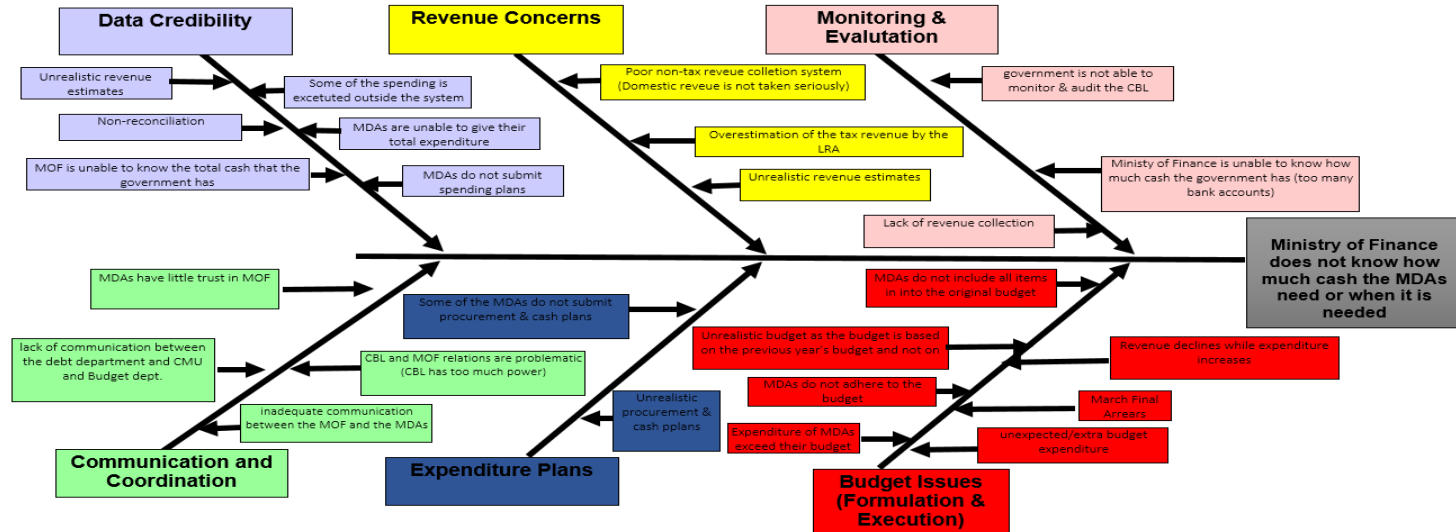 Data Credibility
Unrealistic revenue
estimates
Some of the spending is
excetuted outside the system
Non-reconciliation
MDAs are unable to give their
total expenditure
MOF is unable to know the total cash that the
government has
MDAs do not submit
spending plans
Revenue Concerns
Poor non-tax reveue colletion system
(Domestic reveue is not taken seriously)
Overestimation of the tax revenue by the
LRA
Unrealistic revenue estimates
Monitoring &
Evalutation
government is not able to
monitor & audit the CBL
Ministy of Finance is unable to know how
much cash the government has (too many
bank accounts)
Lack of revenue collection
Ministry of Finance
does not know how
much cash the MDAs
need or when it is
needed
MDAs have little trust in MOF
lack of communication between
the debt department and CMU
and Budget dept.
CBL and MOF relations are problematic
(CBL has too much power)
inadequate communication
between the MOF and the MDAs
Communication and
Coordination
Some of the MDAs do not submit
procurement & cash plans
Unrealistic
procurement &
cash pplans
Expenditure Plans
MDAs do not include all items
in into the original budget
Unrealistic budget as the budget is based
on the previous year's budget and not on
Revenue declines while expenditure
increases
MDAs do not adhere to the
budget
March Final
Arrears
Expenditure of MDAs
exceed their budget
unexpected/extra budget
expenditure
Budget Issues
(Formulation &
Execution)